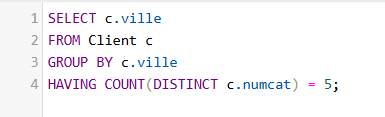 1 SELECT c.ville
2 FROM Client c
3 GROUP BY c.ville
4 HAVING COUNT(DISTINCT c.numcat) = 5;